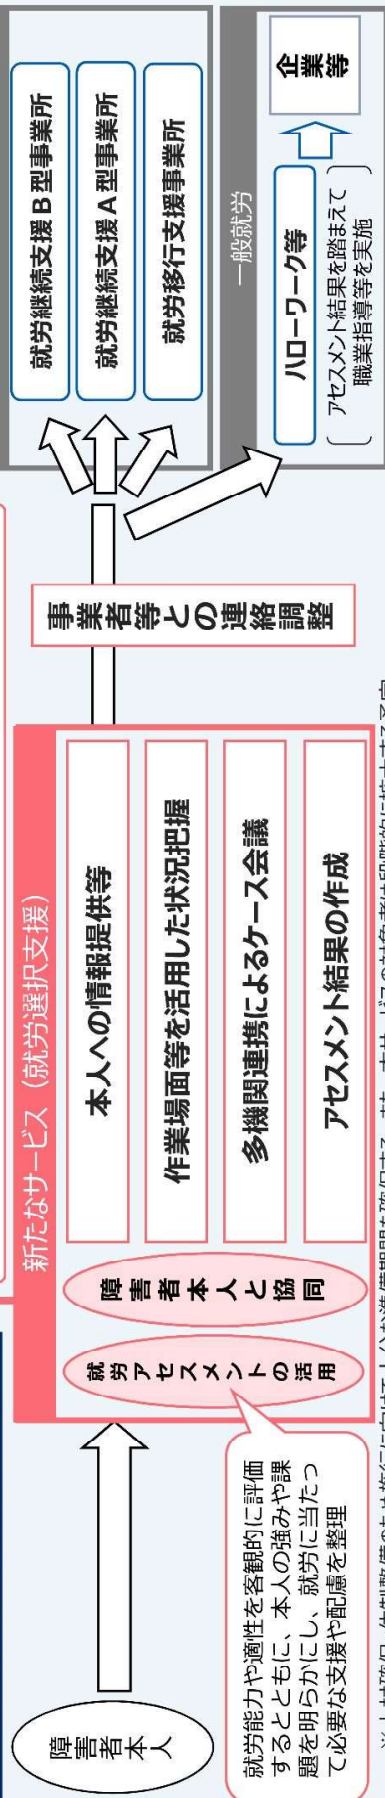 障害者本人
就労能力や適性を客観的に評価
するとともに、本人の強みや課
題を明らかにし、就労に当たっ
て必要な支援や配慮を整理
新たなサービス（就労選択支援）
就労アセスメントの活用
障害者本人と協同
本人への情報提供等
作業場面等を活用した状況把握
多機関連携によるケース会議
アセスメント結果の作成
事業者等との連絡調整
就労継続支援Ｂ型事業所
就労継続支援Ａ型事業所
就労移行支援事業所
一般就労
ハローワーク等
アセスメント結果を踏まえて
職業指導等を実施
企業等